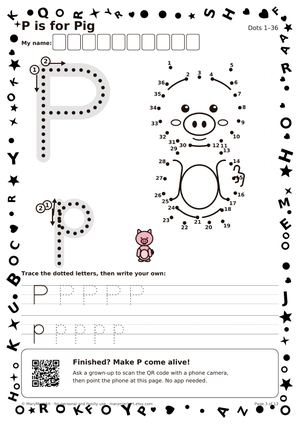 P is for Pig
Dots 1–36
My name:
Trace the dotted letters, then write your own:
P P P P P
p p p p p
Finished? Make P come alive!
Ask a grown-up to scan the QR code with a phone camera,
then point the phone at this page. No app needed.